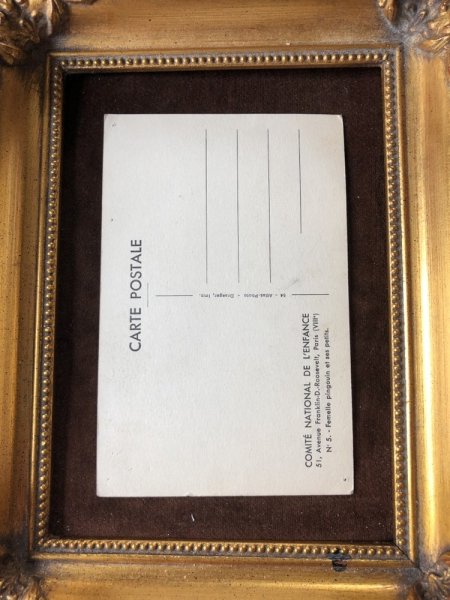 CARTE POSTALE
54 - Atlas-Photo - Draeger, Imp.
COMITÉ NATIONAL DE L'ENFANCE
51, Avenue Franklin-D.-Roosevelt, Paris (VIIIᵉ)
N° 5. - Femelle pingouin et ses petits.